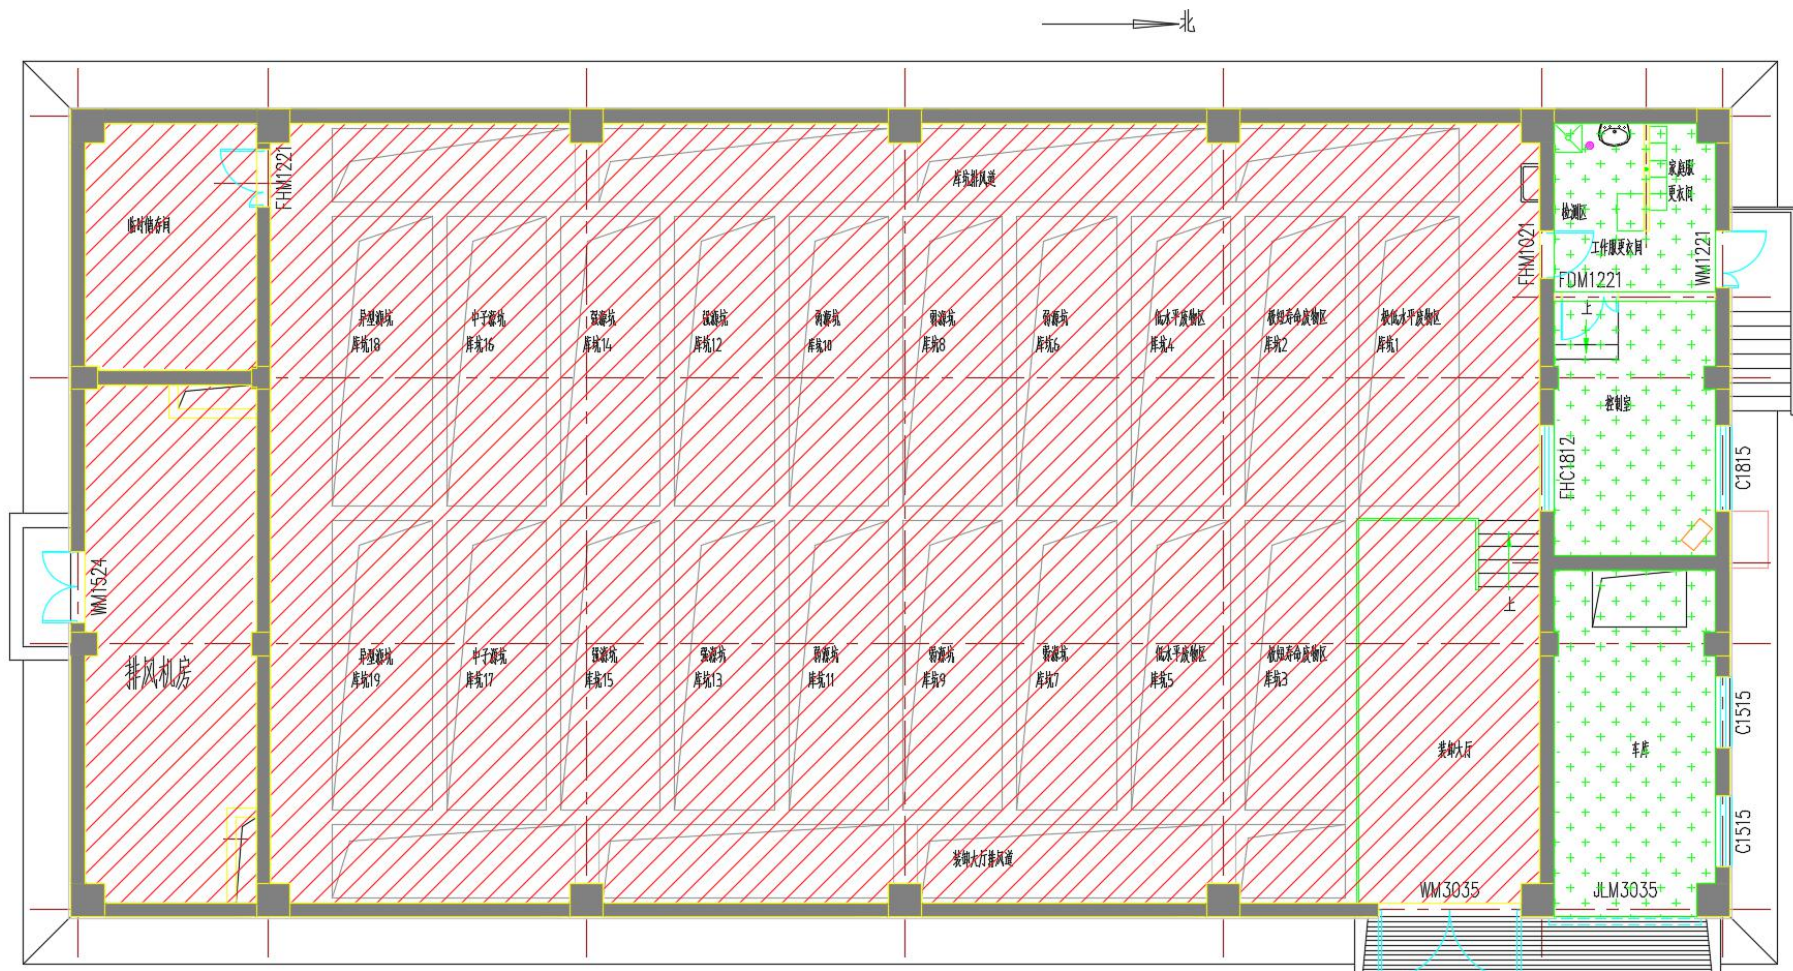 北
FHM1221
库坑排风道
家庭服
更衣间
检测区
临时储存间
FHM1021
工作服更衣间
WM1221
FDM1221
上
异型源坑
库坑18
中子源坑
库坑16
强源坑
库坑14
强源坑
库坑12
弱源坑
库坑10
弱源坑
库坑8
弱源坑
库坑6
低水平废物区
库坑4
极短寿命废物区
库坑2
极低水平废物区
库坑1
控制室
FHC1812
C1815
WM1524
上
排风机房
异型源坑
库坑19
中子源坑
库坑17
强源坑
库坑15
强源坑
库坑13
弱源坑
库坑11
弱源坑
库坑9
弱源坑
库坑7
低水平废物区
库坑5
极短寿命废物区
库坑3
C1515
装卸大厅
车库
C1515
装卸大厅排风道
WM3035
JLM3035